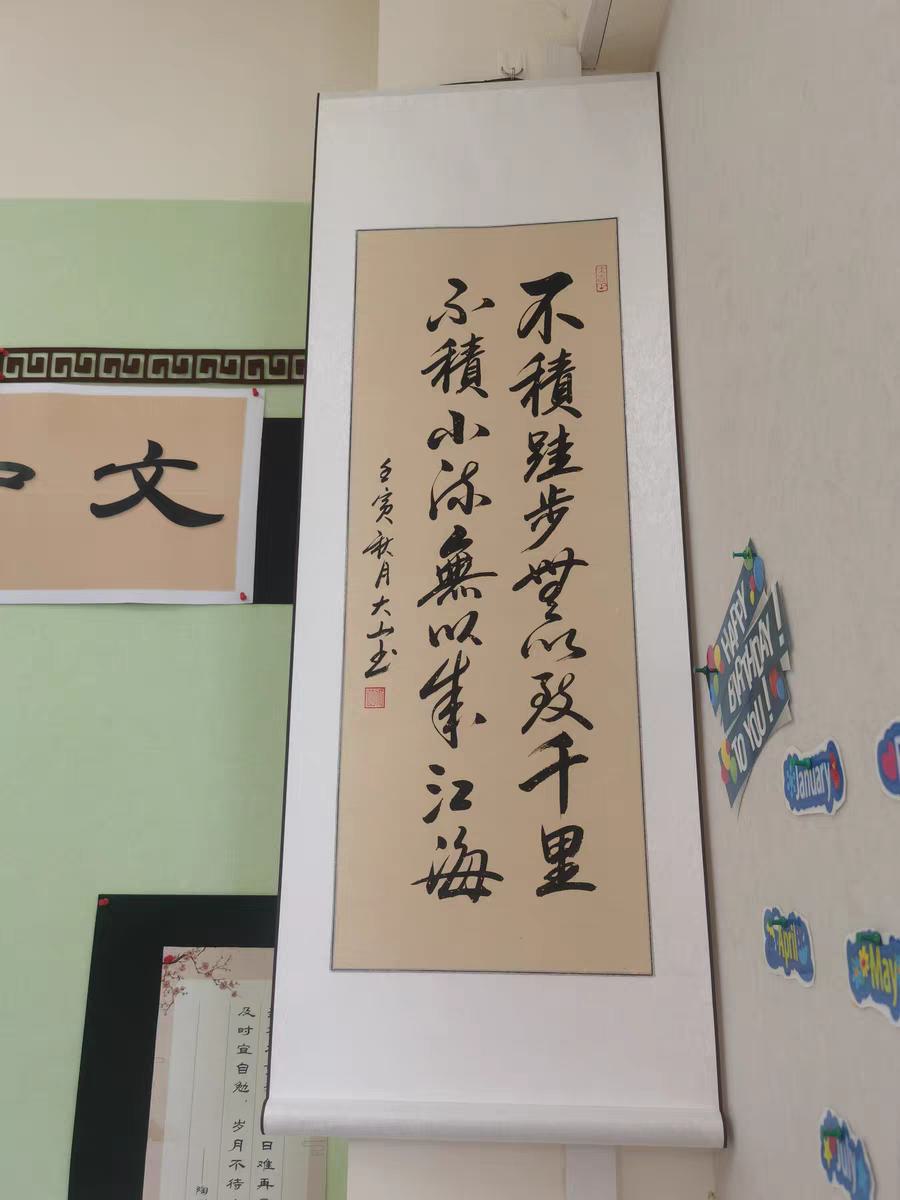 不積跬步無以致千里
不積小流無以成江海
壬寅秋月大山书
文
及时宜自勉，岁月不待
日难再
陶
HAPPY
BIRTHDAY!
TO YOU!
January
April
May
July